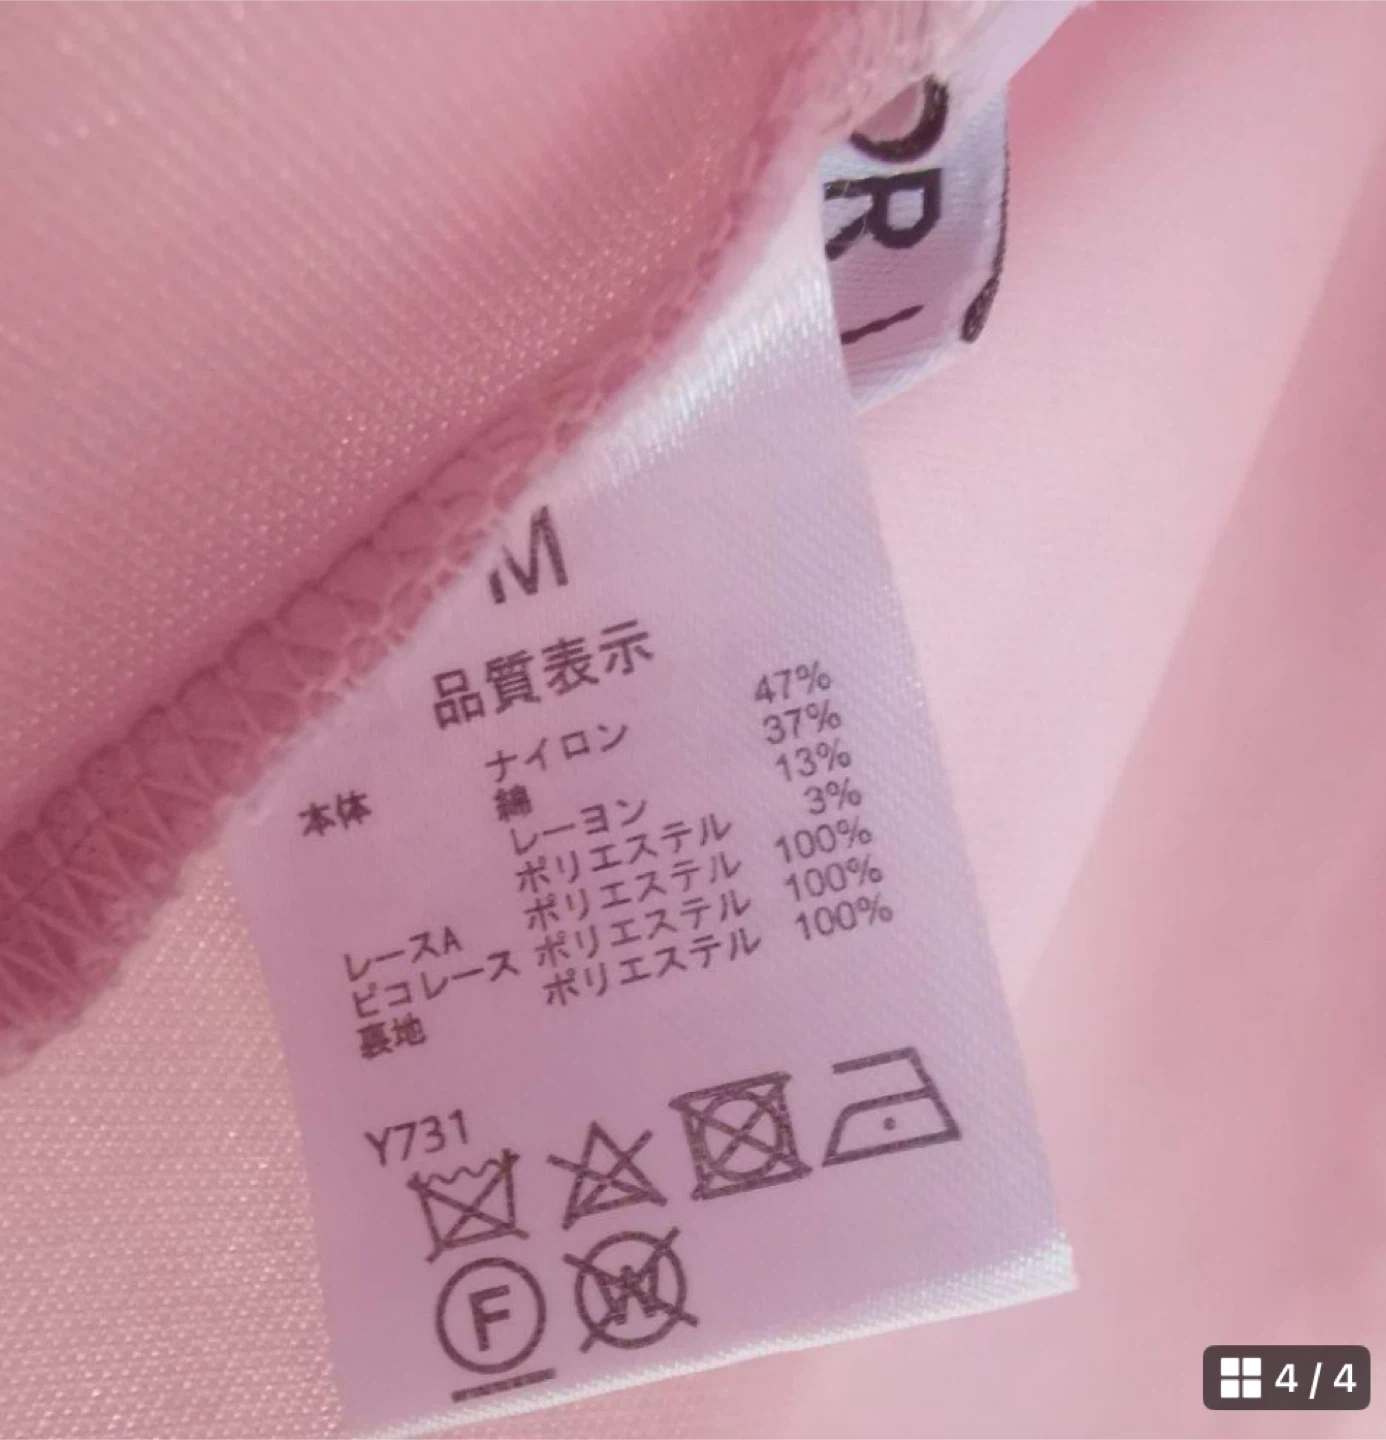 OR I
M
品質表示
本体 ナイロン 47%
綿 37%
レーヨン 13%
ポリエステル 3%
レースA ポリエステル 100%
ピコレース ポリエステル 100%
裏地 ポリエステル 100%
Y731
F W
4 / 4